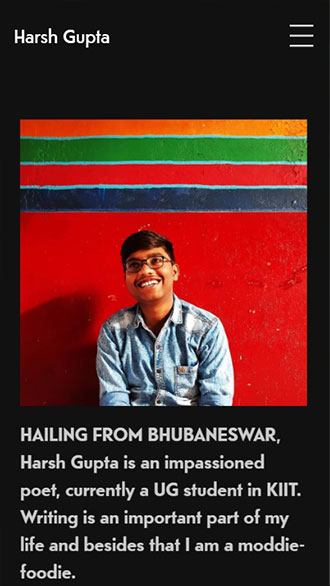 Harsh Gupta
HAILING FROM BHUBANESWAR,
Harsh Gupta is an impassioned
poet, currently a UG student in KIIT.
Writing is an important part of my
life and besides that I am a moddie-
foodie.